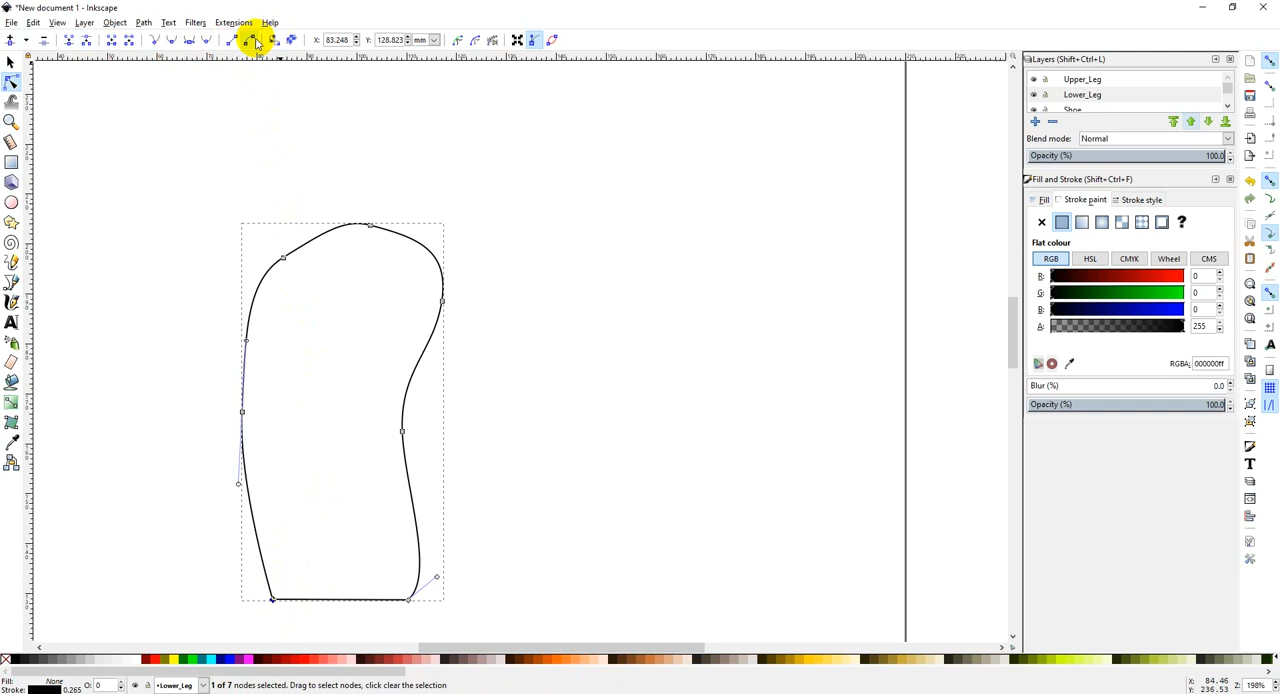 *New document 1 - Inkscape
File Edit View Layer Object Path Text Filters Extensions Help
X: 83.248 Y: 128.823 mm
Layers (Shift+Ctrl+L)
Upper_Leg
Lower_Leg
Shoe
Blend mode: Normal
Opacity (%) 100.0
Fill and Stroke (Shift+Ctrl+F)
Fill Stroke paint Stroke style
?
Flat colour
RGB HSL CMYK Wheel CMS
R: 0
G: 0
B: 0
A: 255
RGBA: 000000ff
Blur (%) 0.0
Opacity (%) 100.0
Fill: None
Stroke: 0.265 O: 0 •Lower_Leg 1 of 7 nodes selected. Drag to select nodes, click clear the selection
X: 84.46
Y: 236.53 Z: 198%